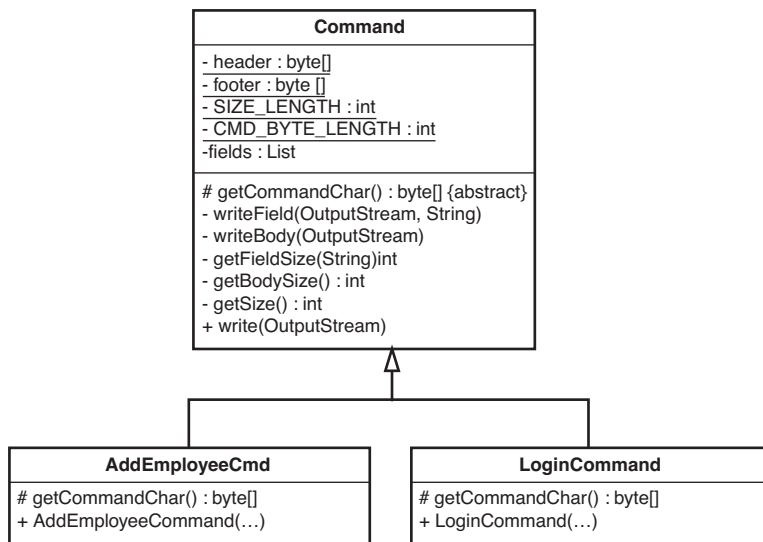 Command
- header : byte[]
- footer : byte []
- SIZE_LENGTH : int
- CMD_BYTE_LENGTH : int
-fields : List
# getCommandChar() : byte[] {abstract}
- writeField(OutputStream, String)
- writeBody(OutputStream)
- getFieldSize(String)int
- getBodySize() : int
- getSize() : int
+ write(OutputStream)
AddEmployeeCmd
# getCommandChar() : byte[]
+ AddEmployeeCommand(…)
LoginCommand
# getCommandChar() : byte[]
+ LoginCommand(…)